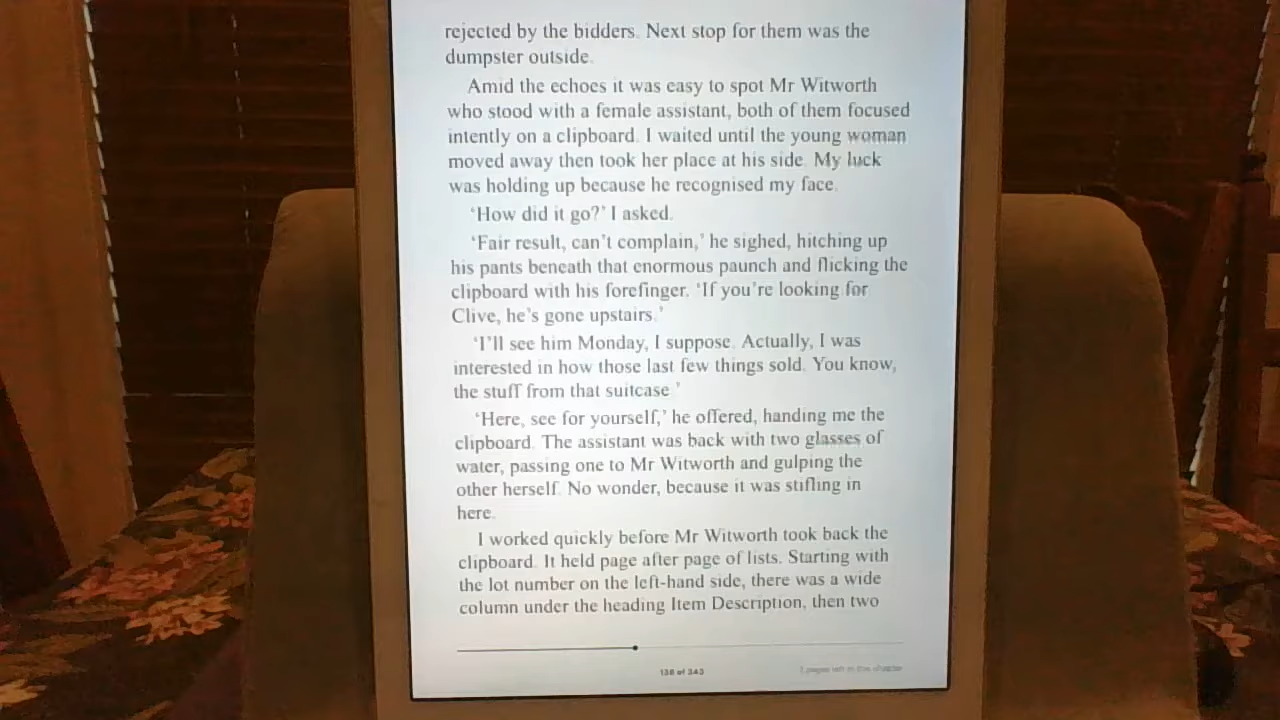 rejected by the bidders. Next stop for them was the
dumpster outside.
Amid the echoes it was easy to spot Mr Witworth
who stood with a female assistant, both of them focused
intently on a clipboard. I waited until the young woman
moved away then took her place at his side. My luck
was holding up because he recognised my face.
‘How did it go?’ I asked.
‘Fair result, can’t complain,’ he sighed, hitching up
his pants beneath that enormous paunch and flicking the
clipboard with his forefinger. ‘If you’re looking for
Clive, he’s gone upstairs.’
‘I’ll see him Monday, I suppose. Actually, I was
interested in how those last few things sold. You know,
the stuff from that suitcase.’
‘Here, see for yourself,’ he offered, handing me the
clipboard. The assistant was back with two glasses of
water, passing one to Mr Witworth and gulping the
other herself. No wonder, because it was stifling in
here.
I worked quickly before Mr Witworth took back the
clipboard. It held page after page of lists. Starting with
the lot number on the left-hand side, there was a wide
column under the heading Item Description, then two
138 of 343
pages left in this chapter